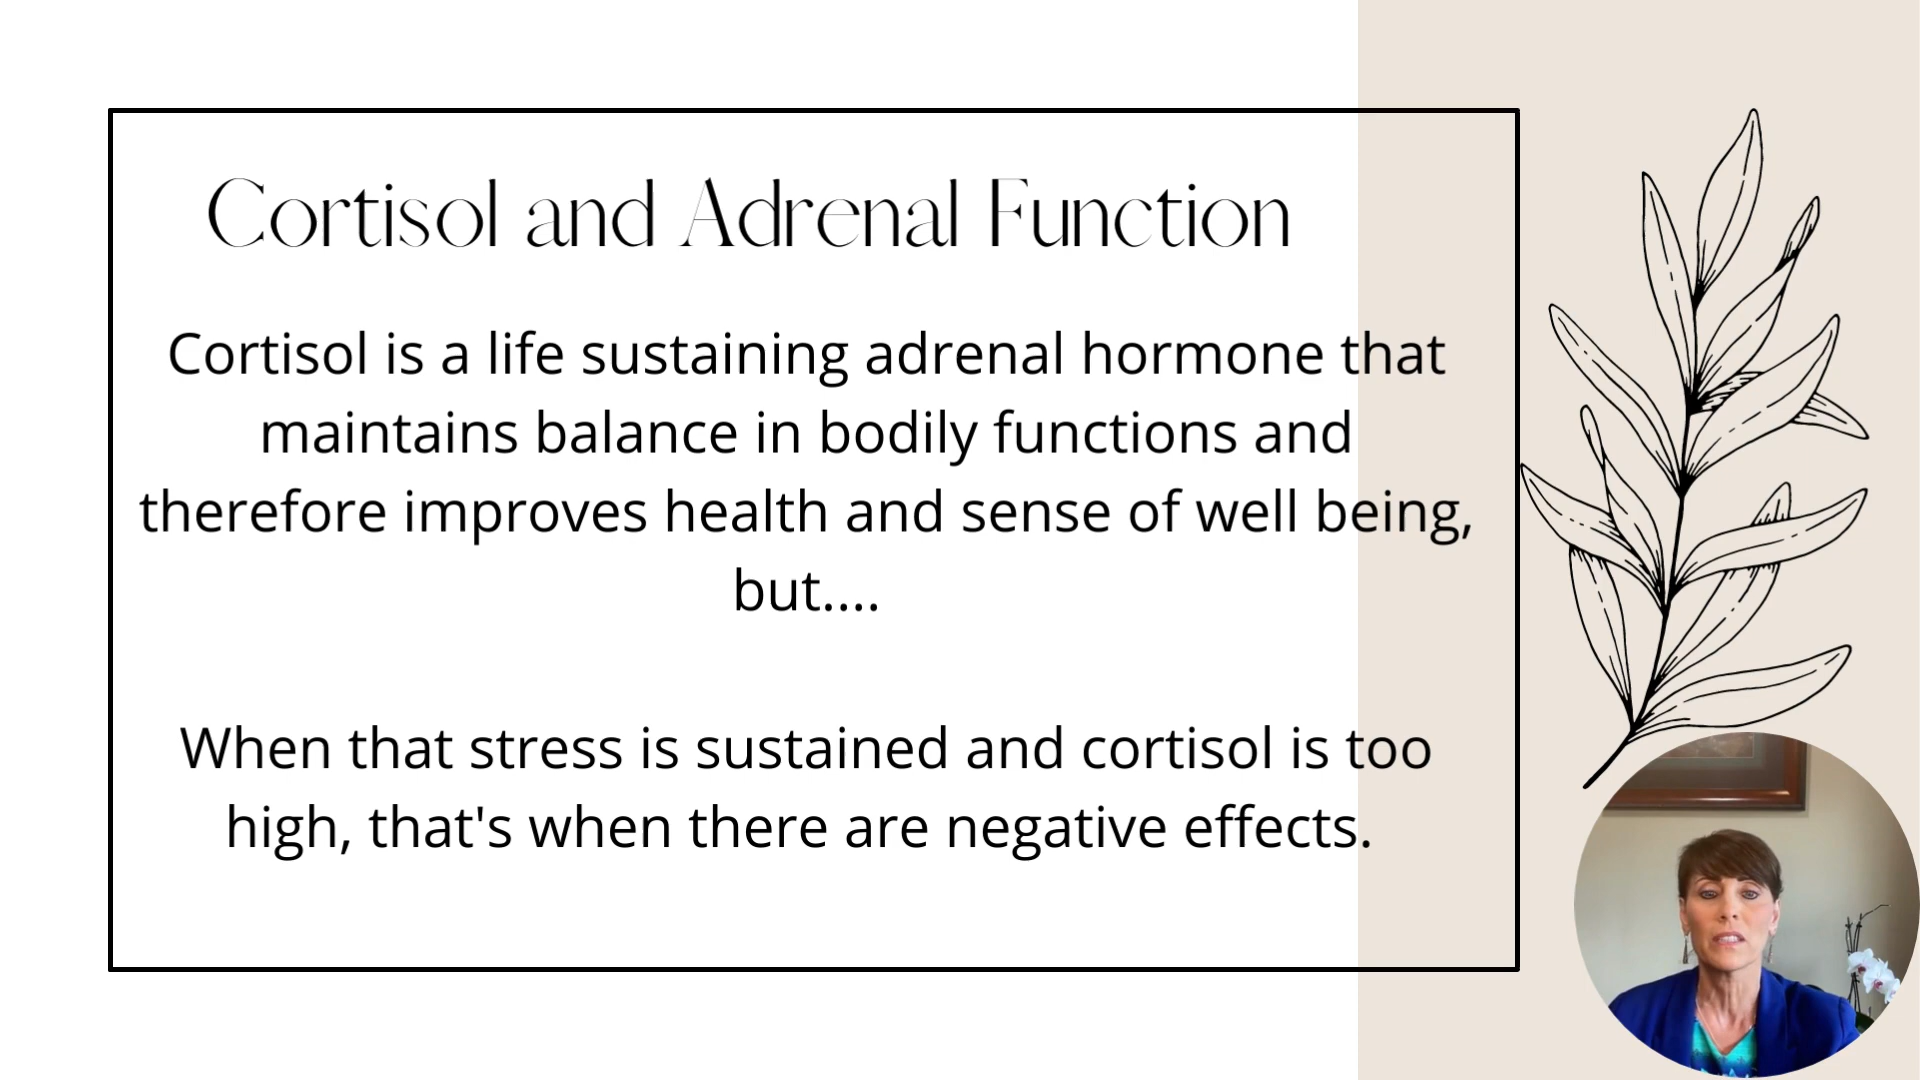 Cortisol and Adrenal Function
Cortisol is a life sustaining adrenal hormone that
maintains balance in bodily functions and
therefore improves health and sense of well being,
but....
When that stress is sustained and cortisol is too
high, that's when there are negative effects.